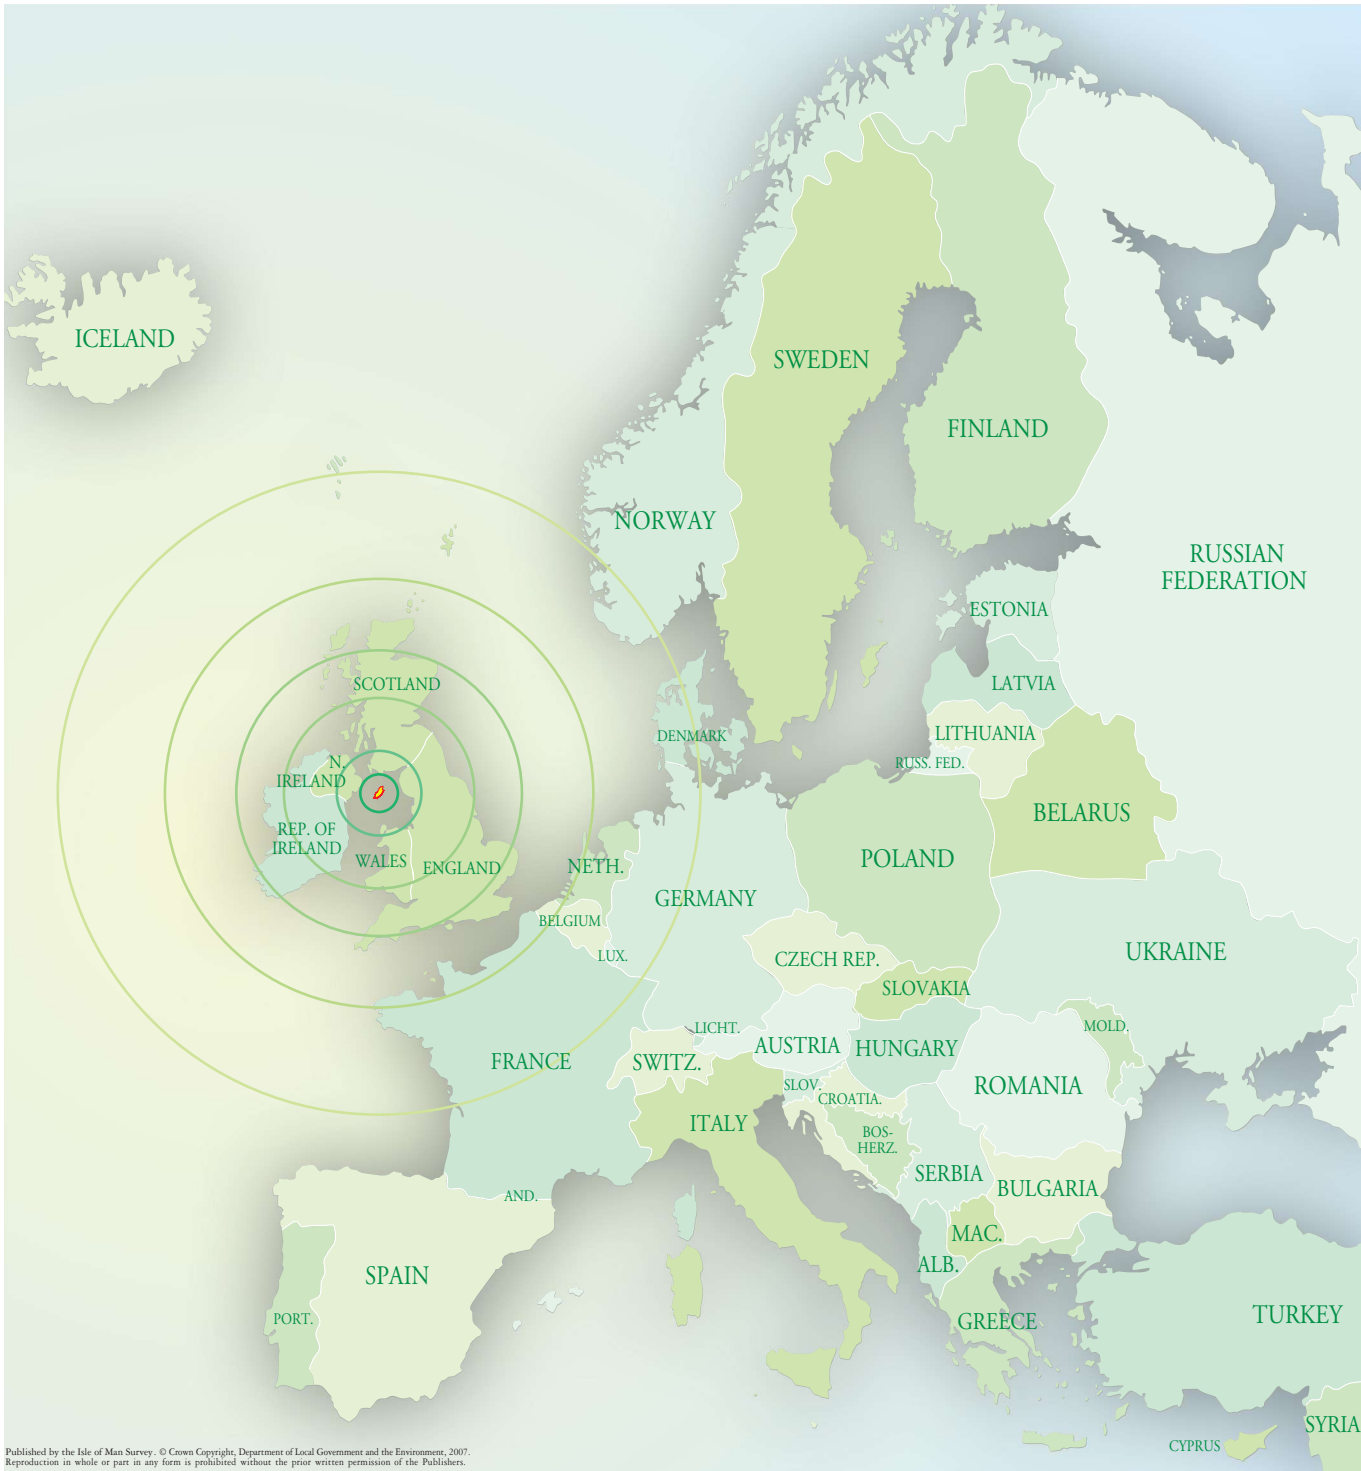 ICELAND
SWEDEN
FINLAND
NORWAY
RUSSIAN
FEDERATION
ESTONIA
SCOTLAND
LATVIA
DENMARK
LITHUANIA
RUSS. FED.
N.
IRELAND
BELARUS
REP. OF
IRELAND
WALES
ENGLAND
NETH.
POLAND
GERMANY
BELGIUM
LUX.
CZECH REP.
UKRAINE
SLOVAKIA
LICHT.
MOLD.
AUSTRIA
HUNGARY
FRANCE
SWITZ.
SLOV.
ROMANIA
CROATIA.
ITALY
BOS-
HERZ.
SERBIA
BULGARIA
AND.
MAC.
ALB.
SPAIN
PORT.
GREECE
TURKEY
SYRIA
CYPRUS
Published by the Isle of Man Survey. © Crown Copyright, Department of Local Government and the Environment, 2007.
Reproduction in whole or part in any form is prohibited without the prior written permission of the Publishers.